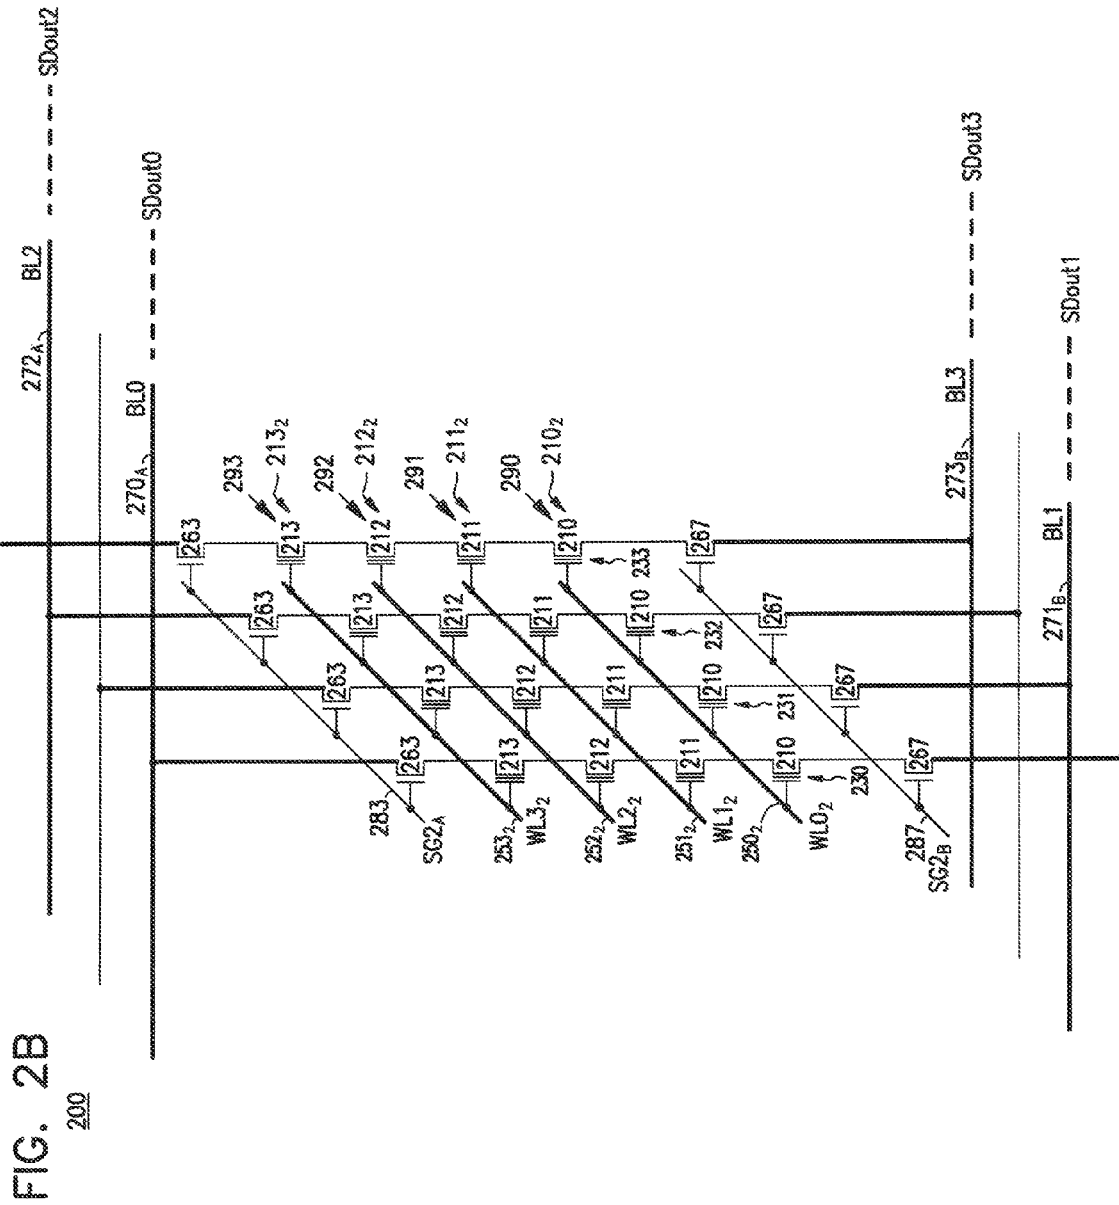 FIG. 2B
200
SDout2
BL2
272A
SDout0
BL0
270A
263
263
263
263
283
SG2A
293
2132
213
213
213
213
2532
WL32
292
2122
212
212
212
212
2522
WL22
291
2112
211
211
211
211
2512
WL12
290
2102
210
210
210
210
2502
WL02
233
232
231
230
267
267
267
267
287
SG2B
SDout3
BL3
273B
SDout1
BL1
271B